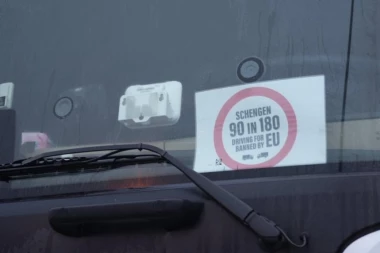 SCHENGEN
90 IN 180
DRIVING FOR
BANNED BY EU